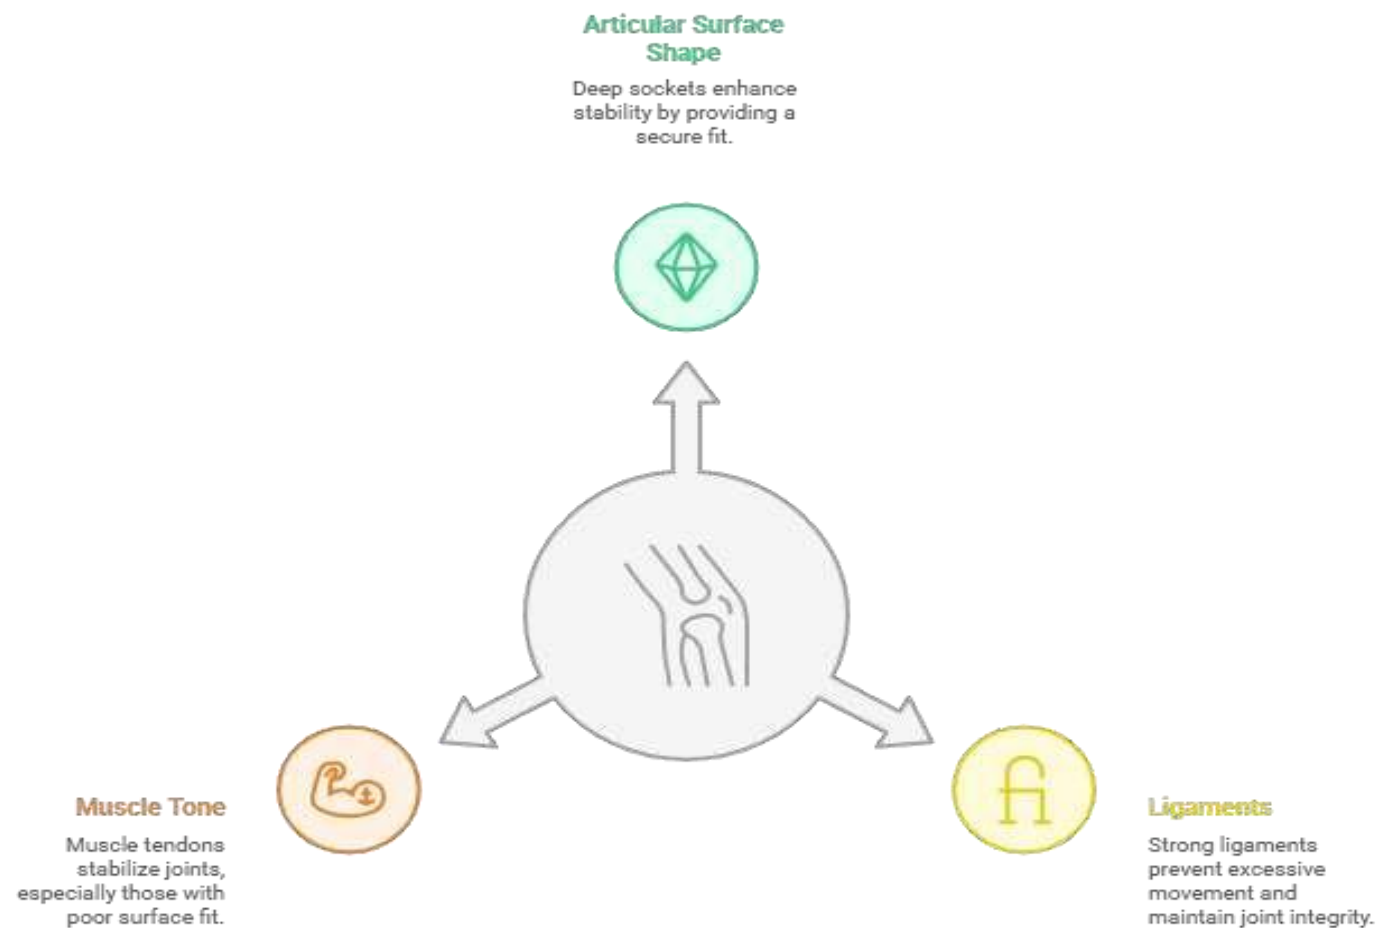 Articular Surface
Shape
Deep sockets enhance
stability by providing a
secure fit.
Muscle Tone
Muscle tendons
stabilize joints,
especially those with
poor surface fit.
Ligaments
Strong ligaments
prevent excessive
movement and
maintain joint integrity.